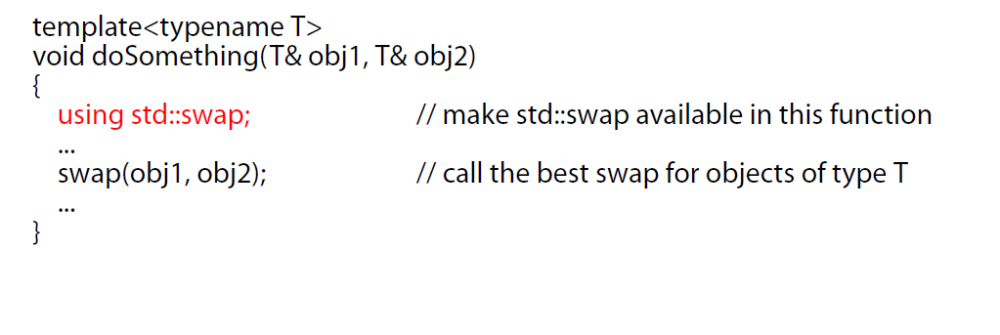 template<typename T>
void doSomething(T& obj1, T& obj2)
{
using std::swap; // make std::swap available in this function
...
swap(obj1, obj2); // call the best swap for objects of type T
...
}